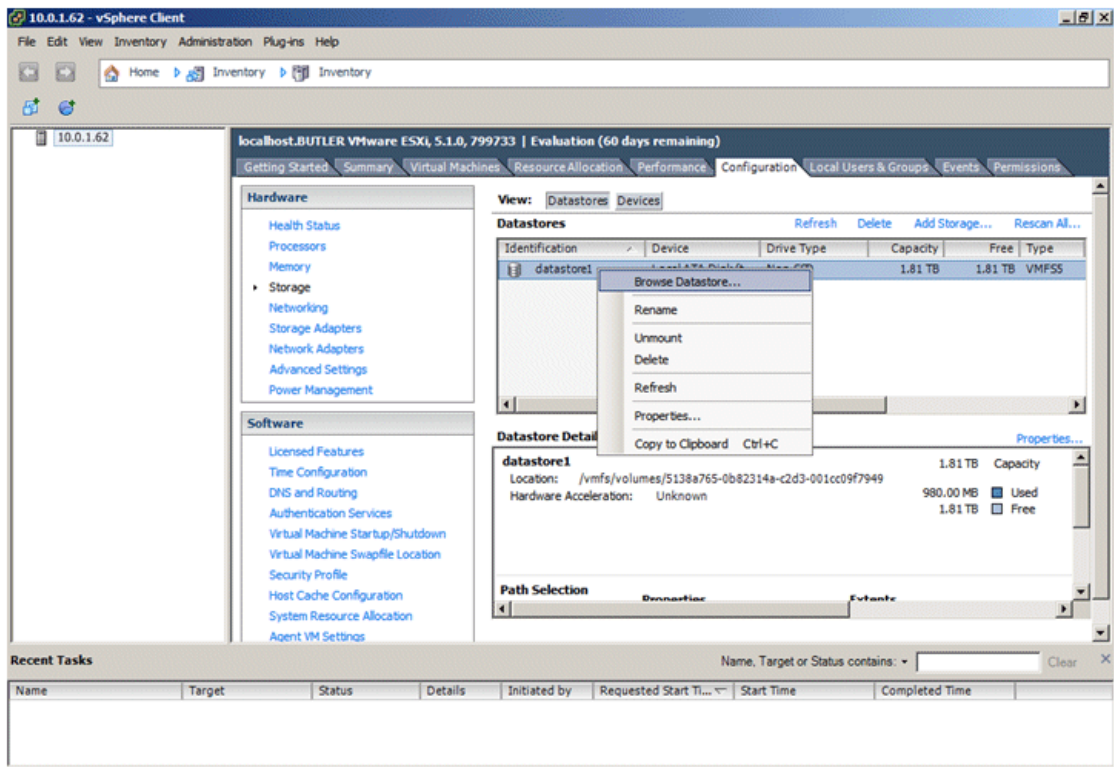 10.0.1.62 - vSphere Client
File Edit View Inventory Administration Plug-ins Help
Home Inventory Inventory
10.0.1.62
localhost.BUTLER VMware ESXi, 5.1.0, 799733 | Evaluation (60 days remaining)
Getting Started Summary Virtual Machines Resource Allocation Performance Configuration Local Users & Groups Events Permissions
Hardware
Health Status
Processors
Memory
Storage
Networking
Storage Adapters
Network Adapters
Advanced Settings
Power Management
Software
Licensed Features
Time Configuration
DNS and Routing
Authentication Services
Virtual Machine Startup/Shutdown
Virtual Machine Swapfile Location
Security Profile
Host Cache Configuration
System Resource Allocation
Agent VM Settings
View: Datastores Devices
Datastores Refresh Delete Add Storage... Rescan All...
Identification Device Drive Type Capacity Free Type
datastore1 1.81 TB 1.81 TB VMFS5
Browse Datastore...
Rename
Unmount
Delete
Refresh
Properties...
Copy to Clipboard Ctrl+C
Datastore Detail Properties...
datastore1 1.81 TB Capacity
Location: /vmfs/volumes/5138a765-0b82314a-c2d3-001cc09f7949
Hardware Acceleration: Unknown 980.00 MB Used
1.81 TB Free
Path Selection Properties Extents
Recent Tasks Name, Target or Status contains: Clear
Name Target Status Details Initiated by Requested Start Ti... Start Time Completed Time